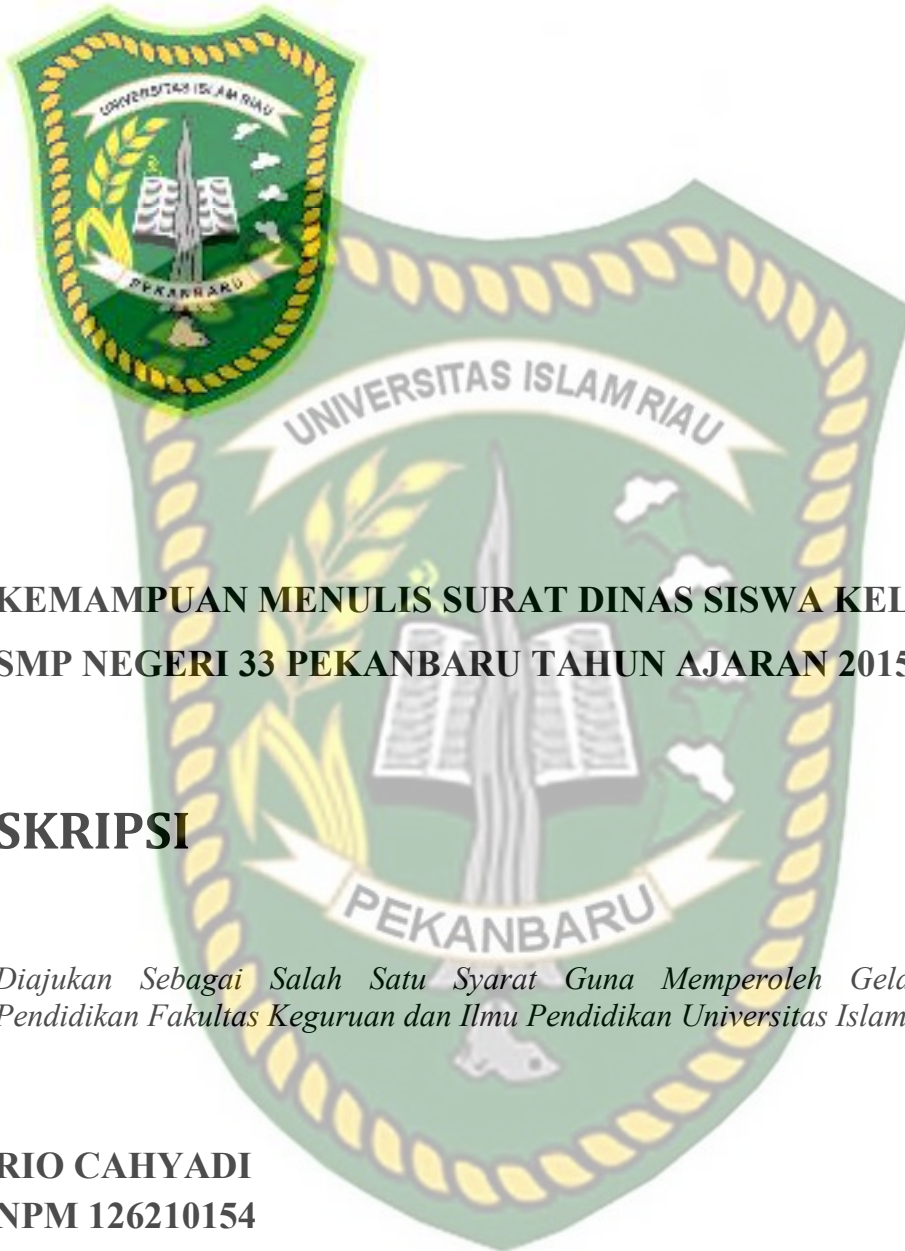 UNIVERSITAS ISLAM RIAU
PEKANBARU
UNIVERSITAS ISLAM RIAU
KEMAMPUAN MENULIS SURAT DINAS SISWA KEL
SMP NEGERI 33 PEKANBARU TAHUN AJARAN 2015
SKRIPSI
PEKANBARU
Diajukan Sebagai Salah Satu Syarat Guna Memperoleh Gela
Pendidikan Fakultas Keguruan dan Ilmu Pendidikan Universitas Islam
RIO CAHYADI
NPM 126210154